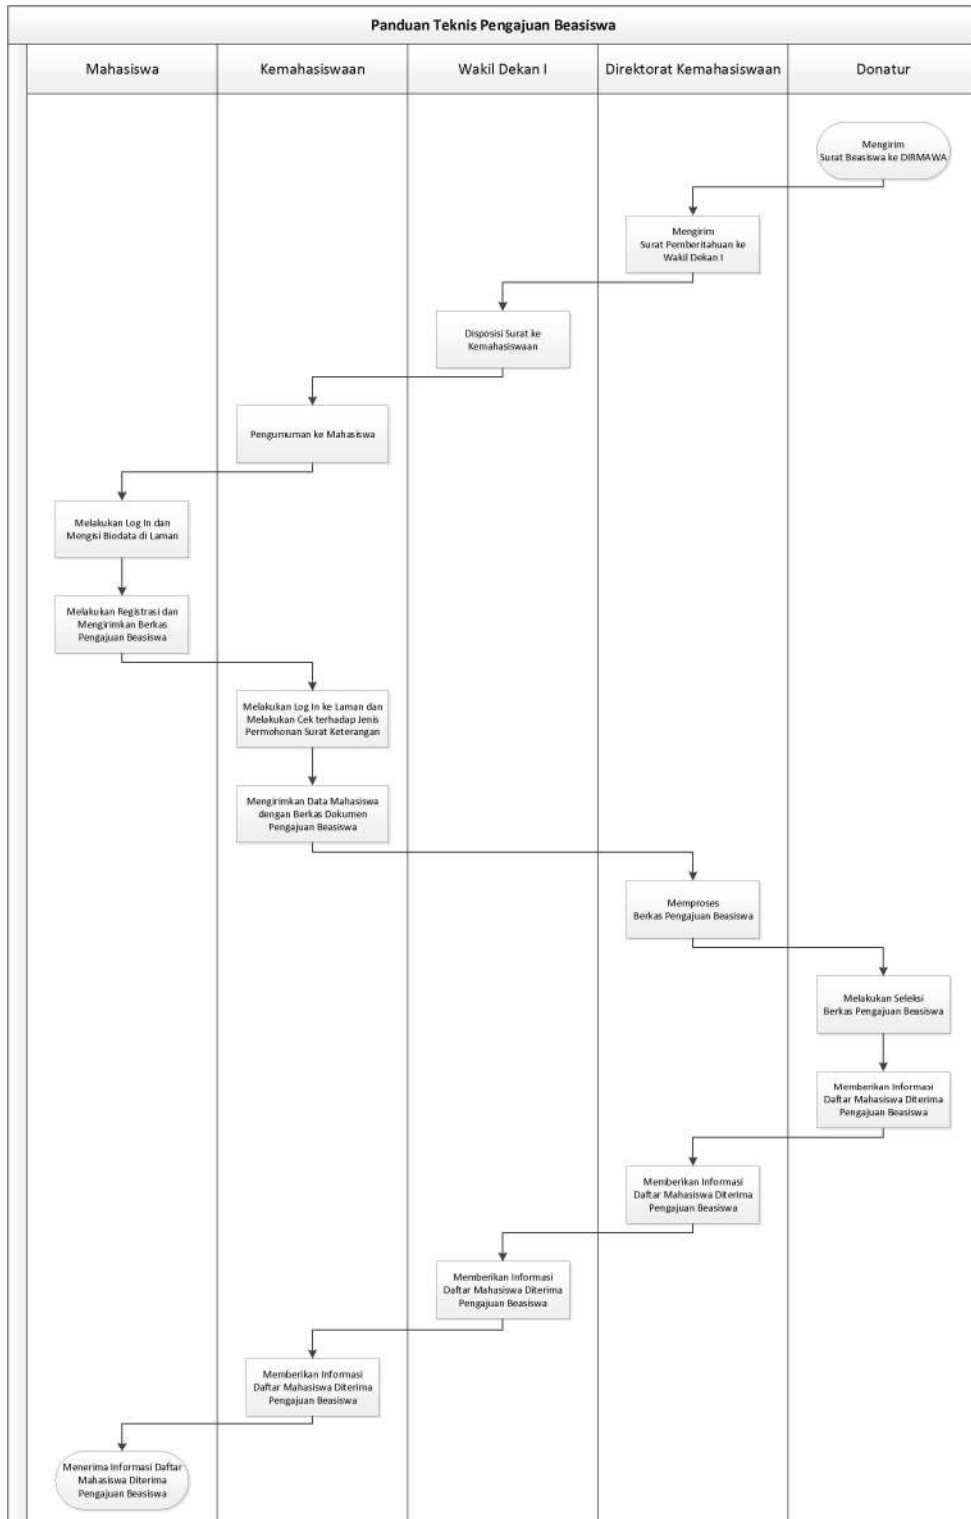 Panduan Teknis Pengajuan Beasiswa
Mahasiswa
Kemahasiswaan
Wakil Dekan I
Direktorat Kemahasiswaan
Donatur
Mengirim
Surat Beasiswa ke DIRMAWA
Mengirim
Surat Pemberitahuan ke
Wakil Dekan I
Disposisi Surat ke
Kemahasiswaan
Pengumuman ke Mahasiswa
Melakukan Log In dan
Mengisi Biodata di Laman
Melakukan Registrasi dan
Mengirimkan Berkas
Pengajuan Beasiswa
Melakukan Log In ke Laman dan
Melakukan Cek terhadap Jenis
Permohonan Surat Keterangan
Mengirimkan Data Mahasiswa
dengan Berkas Dokumen
Pengajuan Beasiswa
Memproses
Berkas Pengajuan Beasiswa
Melakukan Seleksi
Berkas Pengajuan Beasiswa
Memberikan Informasi
Daftar Mahasiswa Diterima
Pengajuan Beasiswa
Memberikan Informasi
Daftar Mahasiswa Diterima
Pengajuan Beasiswa
Memberikan Informasi
Daftar Mahasiswa Diterima
Pengajuan Beasiswa
Memberikan Informasi
Daftar Mahasiswa Diterima
Pengajuan Beasiswa
Menerima Informasi Daftar
Mahasiswa Diterima
Pengajuan Beasiswa